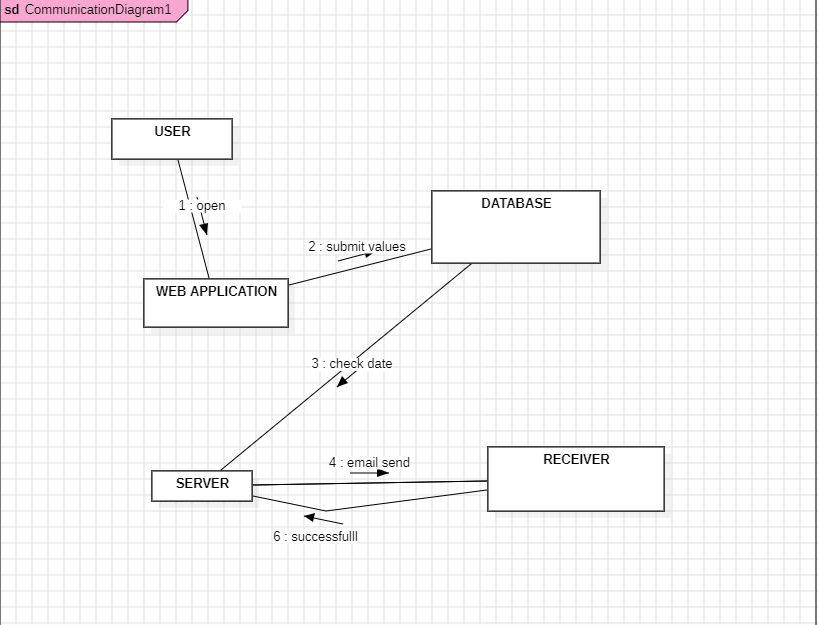 sd CommunicationDiagram1
USER
1 : open
DATABASE
2 : submit values
WEB APPLICATION
3 : check date
RECEIVER
4 : email send
SERVER
6 : successfulll